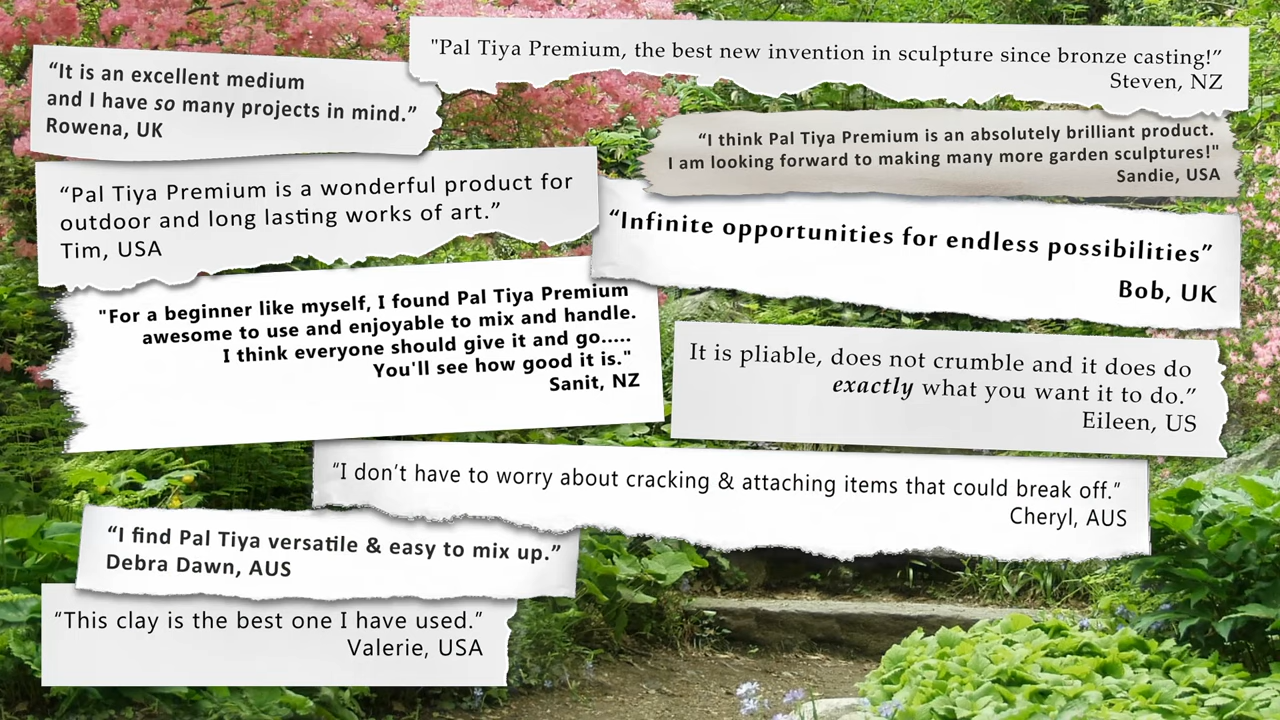 "Pal Tiya Premium, the best new invention in sculpture since bronze casting!”
Steven, NZ
“It is an excellent medium
and I have so many projects in mind.”
Rowena, UK
“I think Pal Tiya Premium is an absolutely brilliant product.
I am looking forward to making many more garden sculptures!"
Sandie, USA
“Pal Tiya Premium is a wonderful product for
outdoor and long lasting works of art.”
Tim, USA
“Infinite opportunities for endless possibilities”
Bob, UK
"For a beginner like myself, I found Pal Tiya Premium
awesome to use and enjoyable to mix and handle.
I think everyone should give it and go.....
You'll see how good it is."
Sanit, NZ
It is pliable, does not crumble and it does do
exactly what you want it to do.”
Eileen, US
“I don’t have to worry about cracking & attaching items that could break off.”
Cheryl, AUS
“I find Pal Tiya versatile & easy to mix up.”
Debra Dawn, AUS
“This clay is the best one I have used.”
Valerie, USA